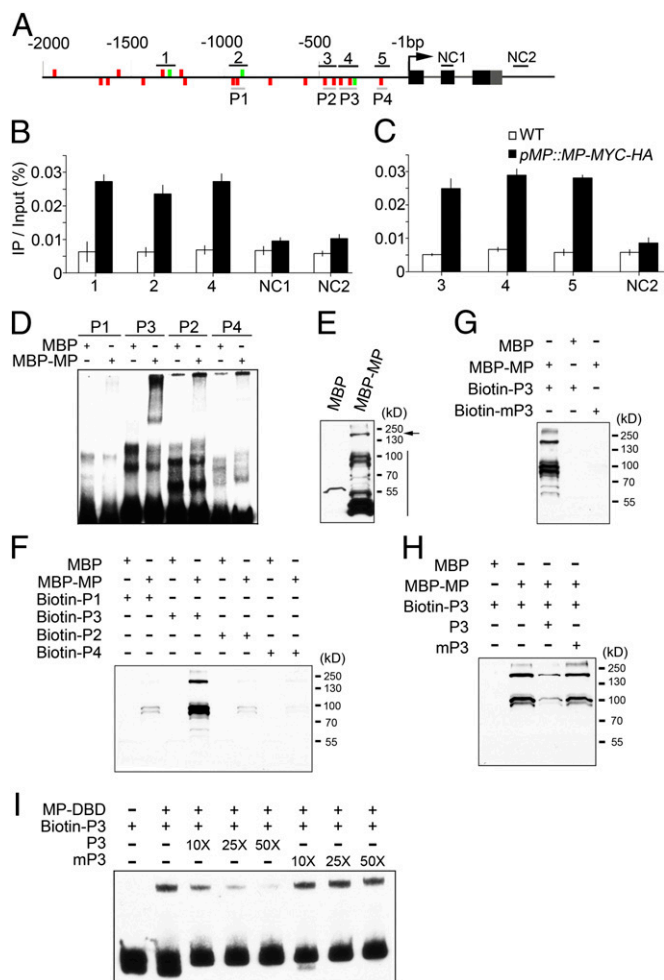 A
-2000 -1500 -1000 -500 -1bp
1 2 3 4 5 NC1 NC2
P1 P2 P3 P4
B
IP / Input (%)
0.03
0.02
0.01
0
1 2 4 NC1 NC2
C
WT
pMP::MP-MYC-HA
0.03
0.02
0.01
0
3 4 5 NC2
D
P1 P3 P2 P4
MBP + − + − + − + −
MBP-MP − + − + − + − +
E
MBP
MBP-MP
(kD)
250
130
100
70
55
G
MBP − + −
MBP-MP + − +
Biotin-P3 + + −
Biotin-mP3 − − +
(kD)
250
130
100
70
55
F
MBP + − + − + − + −
MBP-MP − + − + − + − +
Biotin-P1 + + − − − − − −
Biotin-P3 − − + + − − − −
Biotin-P2 − − − − + + − −
Biotin-P4 − − − − − − + +
(kD)
250
130
100
70
55
H
MBP + − − −
MBP-MP − + + +
Biotin-P3 + + + +
P3 − − + −
mP3 − − − +
(kD)
250
130
100
70
55
I
MP-DBD − + + + + + + +
Biotin-P3 + + + + + + + +
P3 − − 10X 25X 50X − − −
mP3 − − − − − 10X 25X 50X